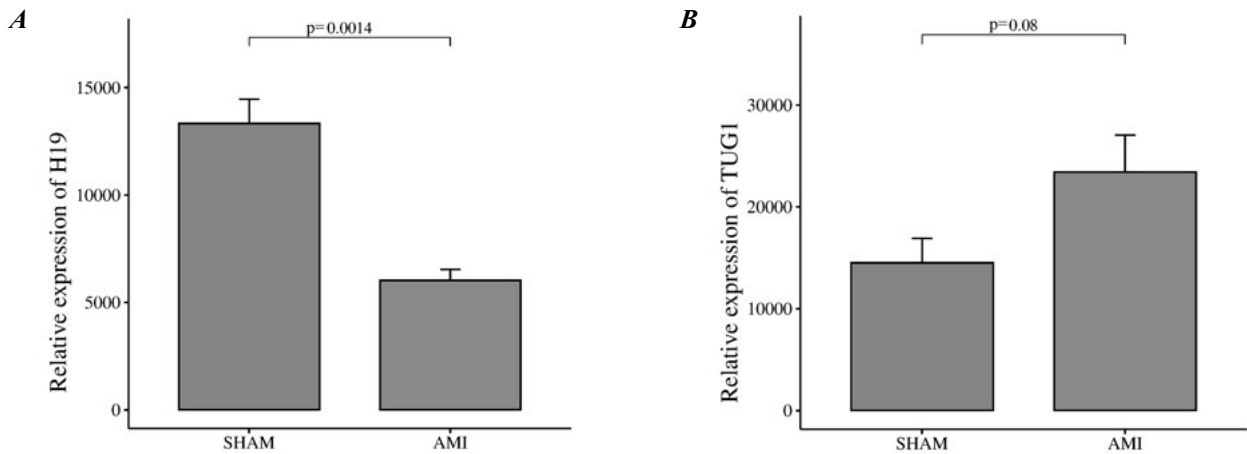 A
p=0.0014
Relative expression of H19
15000
10000
5000
0
SHAM AMI
B
p=0.08
Relative expression of TUG1
30000
20000
10000
0
SHAM AMI